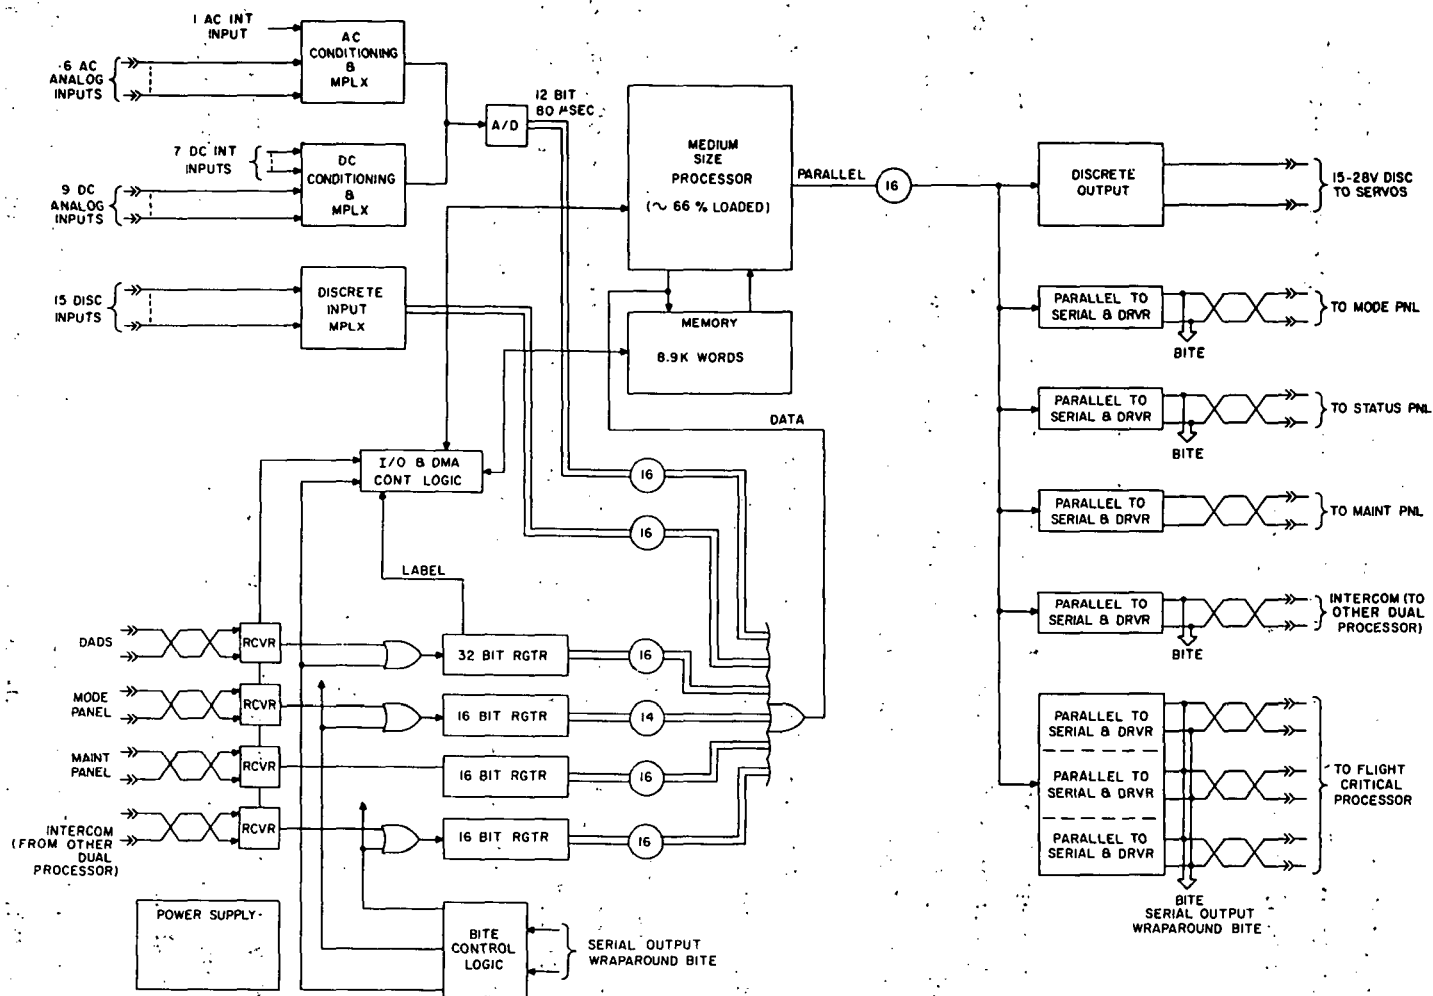 1 AC INT
INPUT
6 AC
ANALOG
INPUTS
AC
CONDITIONING
&
MPLX
7 DC INT
INPUTS
9 DC
ANALOG
INPUTS
DC
CONDITIONING
&
MPLX
A/D
12 BIT
80 μSEC
15 DISC
INPUTS
DISCRETE
INPUT
MPLX
MEDIUM
SIZE
PROCESSOR
(~ 66 % LOADED)
PARALLEL
16
MEMORY
8.9K WORDS
DATA
I/O & DMA
CONT LOGIC
16
16
LABEL
DADS
RCVR
32 BIT RGTR
16
MODE
PANEL
RCVR
16 BIT RGTR
14
MAINT
PANEL
RCVR
16 BIT RGTR
16
INTERCOM
(FROM OTHER
DUAL
PROCESSOR)
RCVR
16 BIT RGTR
16
POWER SUPPLY
BITE
CONTROL
LOGIC
SERIAL OUTPUT
WRAPAROUND BITE
DISCRETE
OUTPUT
15-28V DISC
TO SERVOS
PARALLEL TO
SERIAL & DRVR
BITE
TO MODE PNL
PARALLEL TO
SERIAL & DRVR
BITE
TO STATUS PNL
PARALLEL TO
SERIAL & DRVR
TO MAINT PNL
PARALLEL TO
SERIAL & DRVR
BITE
INTERCOM (TO
OTHER DUAL
PROCESSOR)
PARALLEL TO
SERIAL & DRVR
PARALLEL TO
SERIAL & DRVR
PARALLEL TO
SERIAL & DRVR
TO FLIGHT
CRITICAL
PROCESSOR
BITE
SERIAL OUTPUT
WRAPAROUND BITE